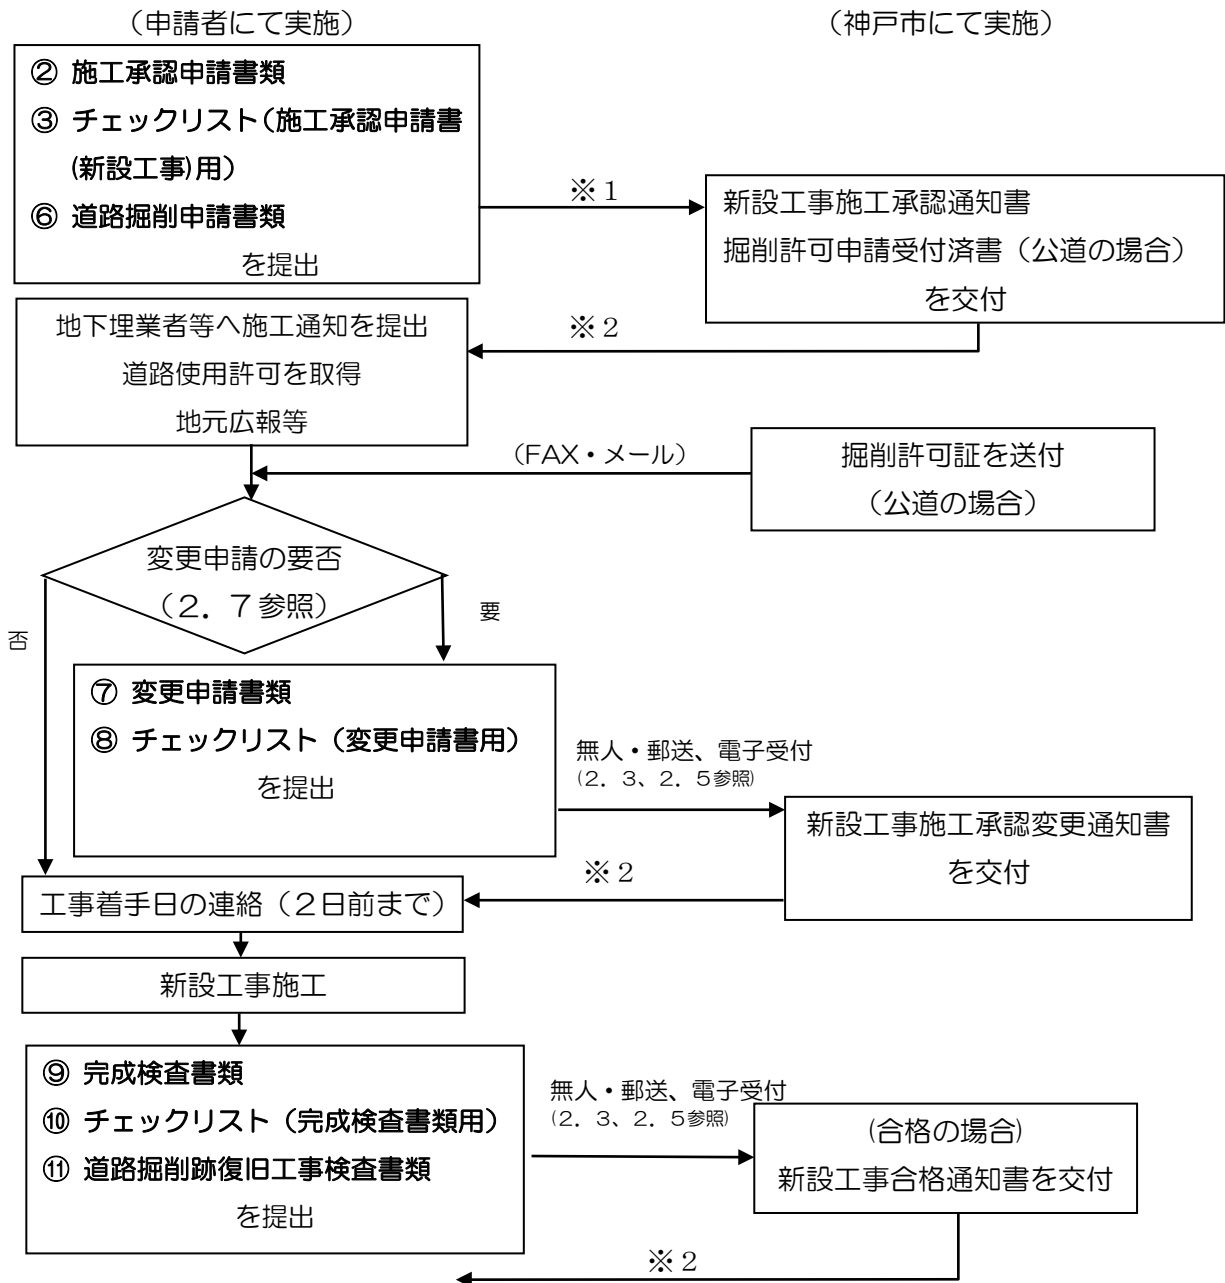 （申請者にて実施）
（神戸市にて実施）
② 施工承認申請書類
③ チェックリスト（施工承認申請書
(新設工事)用）
⑥ 道路掘削申請書類
を提出
※１
新設工事施工承認通知書
掘削許可申請受付済書（公道の場合）
を交付
※２
地下埋業者等へ施工通知を提出
道路使用許可を取得
地元広報等
（FAX・メール）
掘削許可証を送付
（公道の場合）
変更申請の要否
（２．７参照）
否
要
⑦ 変更申請書類
⑧ チェックリスト（変更申請書用）
を提出
無人・郵送、電子受付
(２．３、２．５参照)
新設工事施工承認変更通知書
を交付
※２
工事着手日の連絡（２日前まで）
新設工事施工
⑨ 完成検査書類
⑩ チェックリスト（完成検査書類用）
⑪ 道路掘削跡復旧工事検査書類
を提出
無人・郵送、電子受付
(２．３、２．５参照)
(合格の場合)
新設工事合格通知書を交付
※２